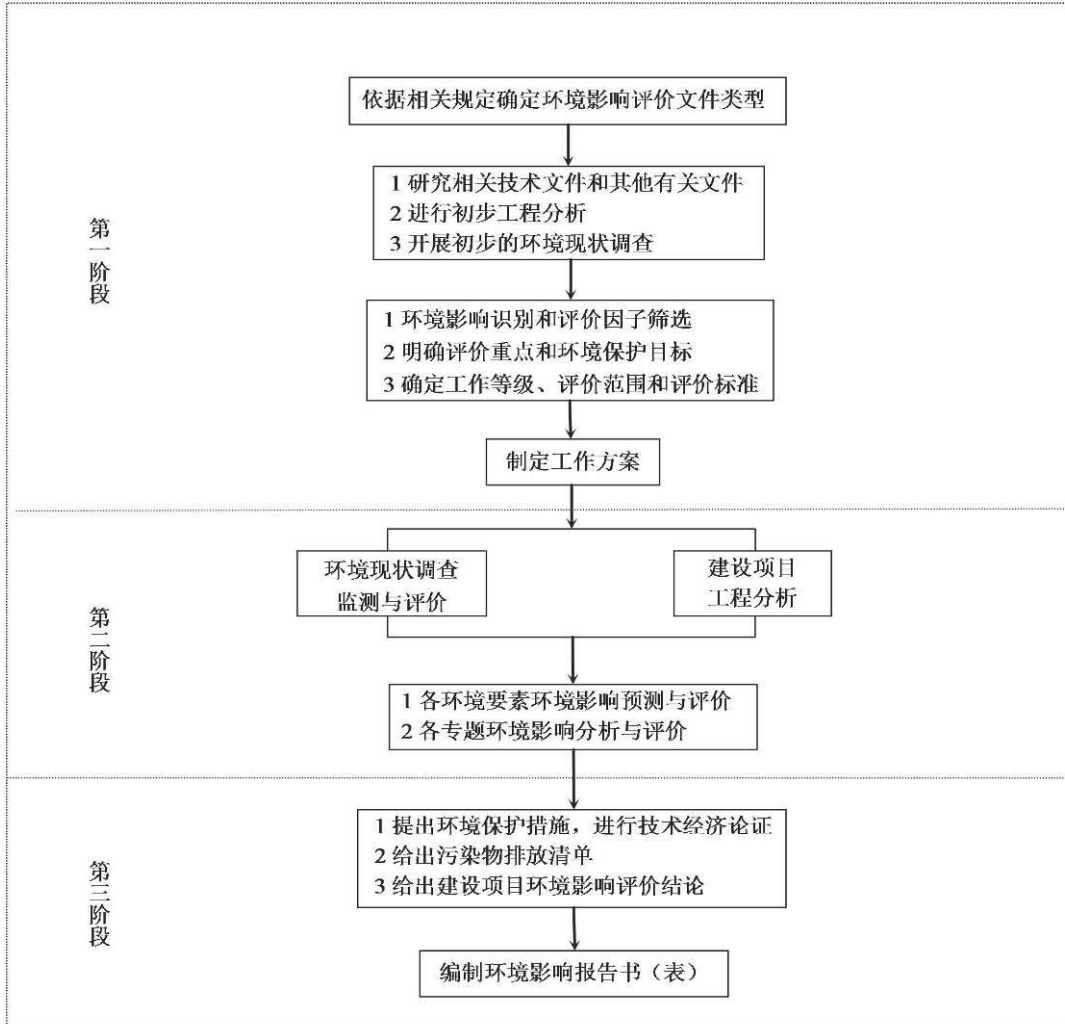 依据相关规定确定环境影响评价文件类型
1 研究相关技术文件和其他有关文件
2 进行初步工程分析
3 开展初步的环境现状调查
第一阶段
1 环境影响识别和评价因子筛选
2 明确评价重点和环境保护目标
3 确定工作等级、评价范围和评价标准
制定工作方案
环境现状调查
监测与评价
建设项目
工程分析
第二阶段
1 各环境要素环境影响预测与评价
2 各专题环境影响分析与评价
1 提出环境保护措施，进行技术经济论证
2 给出污染物排放清单
3 给出建设项目环境影响评价结论
第三阶段
编制环境影响报告书（表）